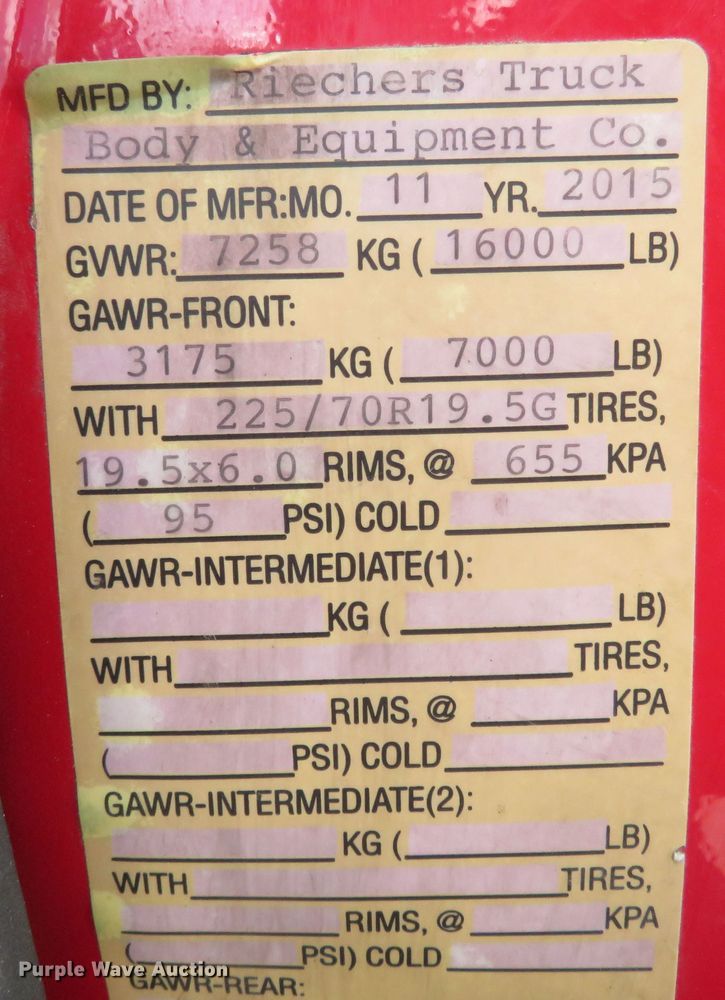 MFD BY: Riechers Truck
Body & Equipment Co.
DATE OF MFR:MO. 11 YR. 2015
GVWR: 7258 KG ( 16000 LB)
GAWR-FRONT:
3175 KG ( 7000 LB)
WITH 225/70R19.5G TIRES,
19.5x6.0 RIMS, @ 655 KPA
( 95 PSI) COLD
GAWR-INTERMEDIATE(1):
KG ( LB)
WITH TIRES,
RIMS, @ KPA
( PSI) COLD
GAWR-INTERMEDIATE(2):
KG ( LB)
WITH TIRES,
RIMS, @ KPA
( PSI) COLD
GAWR-REAR:
Purple Wave Auction